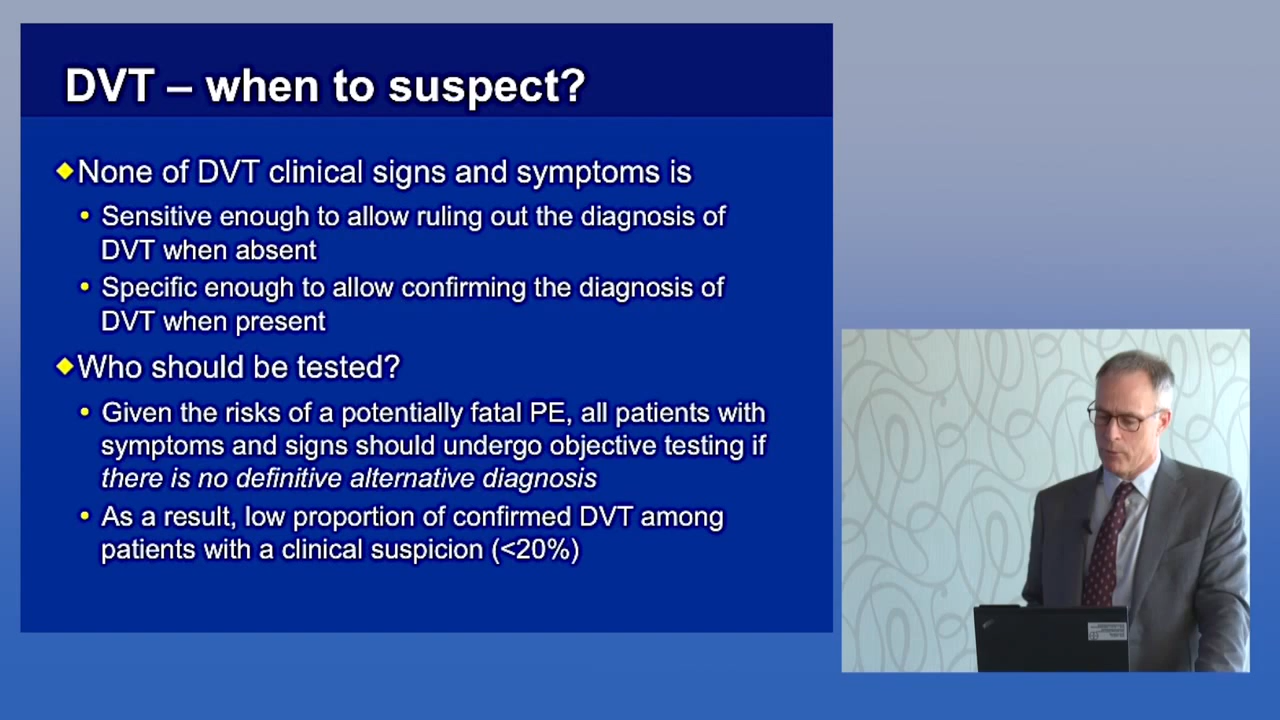 DVT – when to suspect?
None of DVT clinical signs and symptoms is
Sensitive enough to allow ruling out the diagnosis of
DVT when absent
Specific enough to allow confirming the diagnosis of
DVT when present
Who should be tested?
Given the risks of a potentially fatal PE, all patients with
symptoms and signs should undergo objective testing if
there is no definitive alternative diagnosis
As a result, low proportion of confirmed DVT among
patients with a clinical suspicion (<20%)